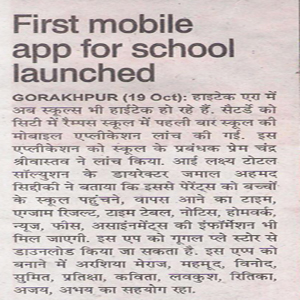 First mobile
app for school
launched
GORAKHPUR (19 Oct): हाइटेक एरा में
अब स्कूल्स भी हाईटेक हो रहे हैं. सैटर्डे को
सिटी में रैम्पस स्कूल में पहली बार स्कूल की
मोबाइल एप्लीकेशन लांच की गई. इस
एप्लीकेशन को स्कूल के प्रबंधक प्रेम चंद्र
श्रीवास्तव ने लांच किया. आई लक्ष्य टोटल
सॉल्युशन के डायरेक्टर जमाल अहमद
सिद्दीकी ने बताया कि इससे पेरेंट्स को बच्चों
के स्कूल पहुंचने, वापस आने का टाइम,
एग्जाम रिजल्ट, टाइम टेबल, नोटिस, होमवर्क,
न्यूज, फीस, असाइनमेंट्स की इंफॉर्मेशन भी
मिल जाएगी. इस एप को गूगल प्ले स्टोर से
डाउनलोड किया जा सकता है. इस एप्प को
बनाने में अरशिया मेराज, महमूद, विनोद,
सुमित, प्रतिक्षा, कविता, लवकुश, रितिका,
अजय, अभय का सहयोग रहा.